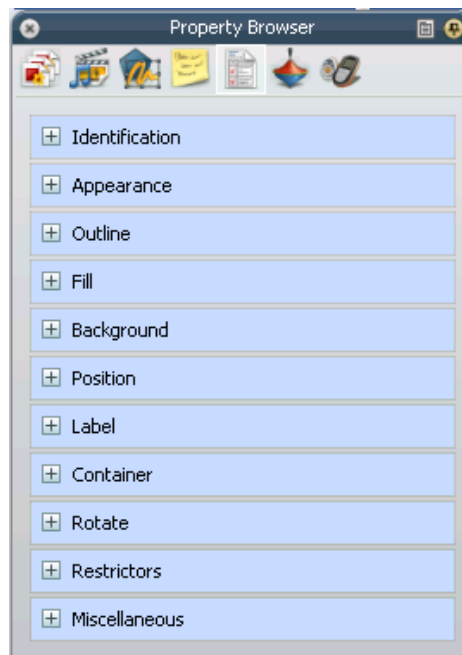 Property Browser
Identification
Appearance
Outline
Fill
Background
Position
Label
Container
Rotate
Restrictors
Miscellaneous